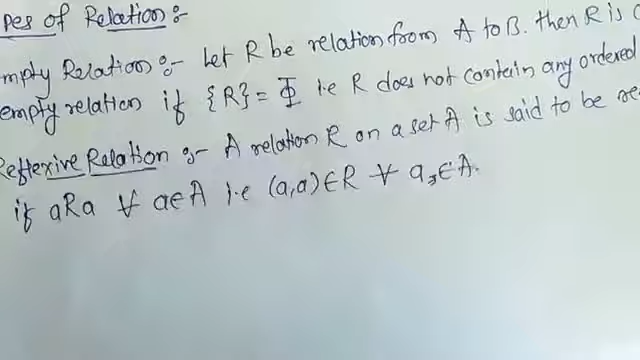 pes of Relation :-
mpty Relation :- Let R be relation from A to B. then R is
empty relation if {R} = Φ i.e R does not contain any ordered
Reflexive Relation :- A relation R on a set A is said to be re
if aRa ∀ a∈A i.e (a,a)∈R ∀ a,∈A.